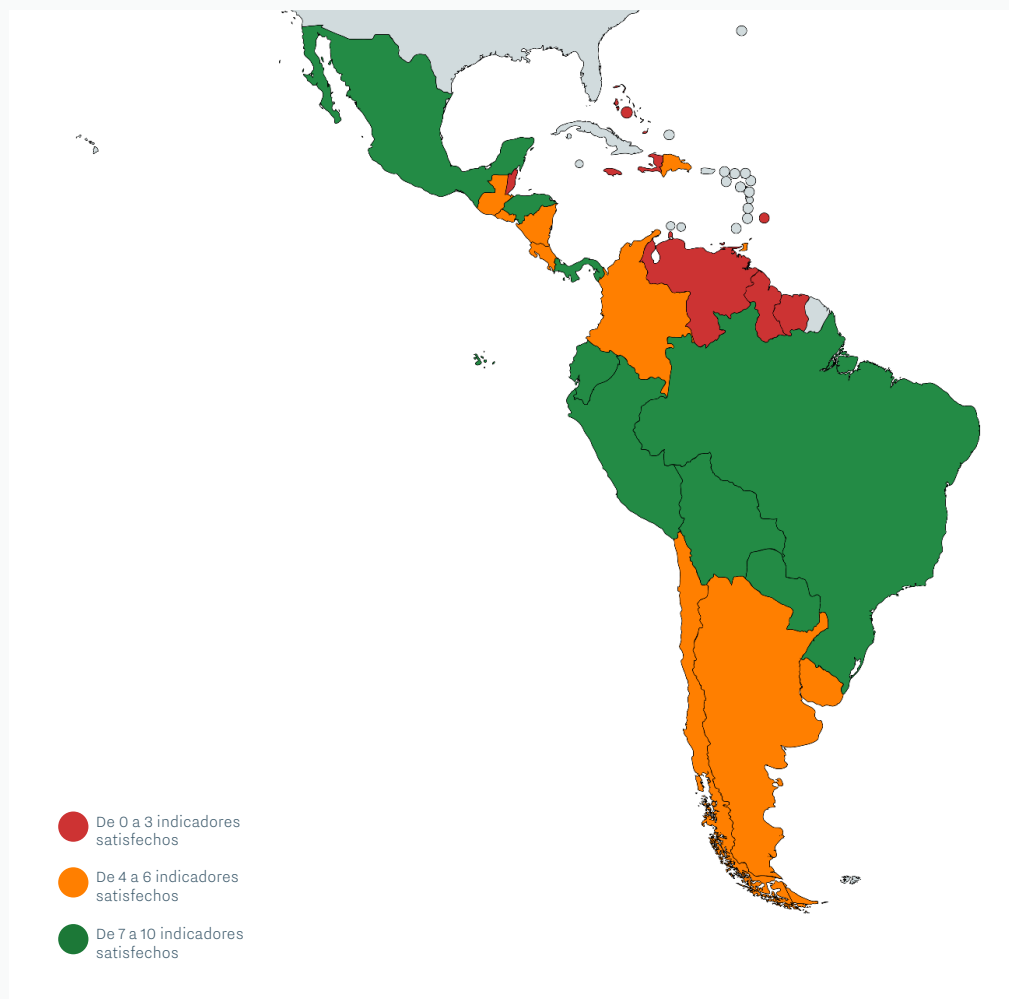 De 0 a 3 indicadores
satisfechos
De 4 a 6 indicadores
satisfechos
De 7 a 10 indicadores
satisfechos